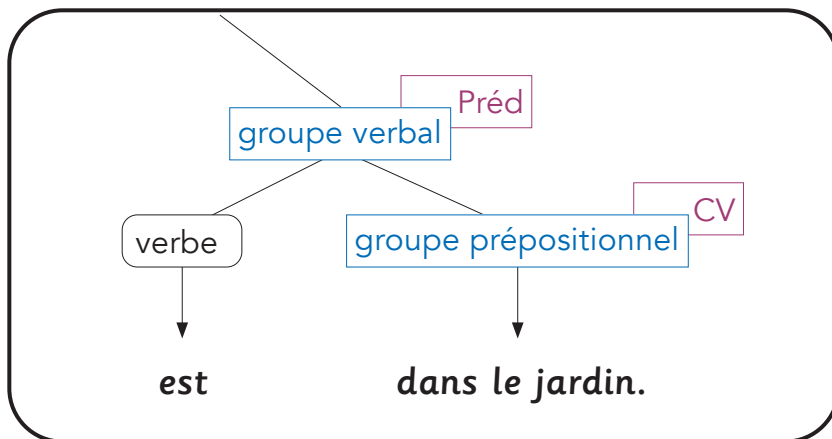 Préd
groupe verbal
CV
verbe
groupe prépositionnel
est dans le jardin.